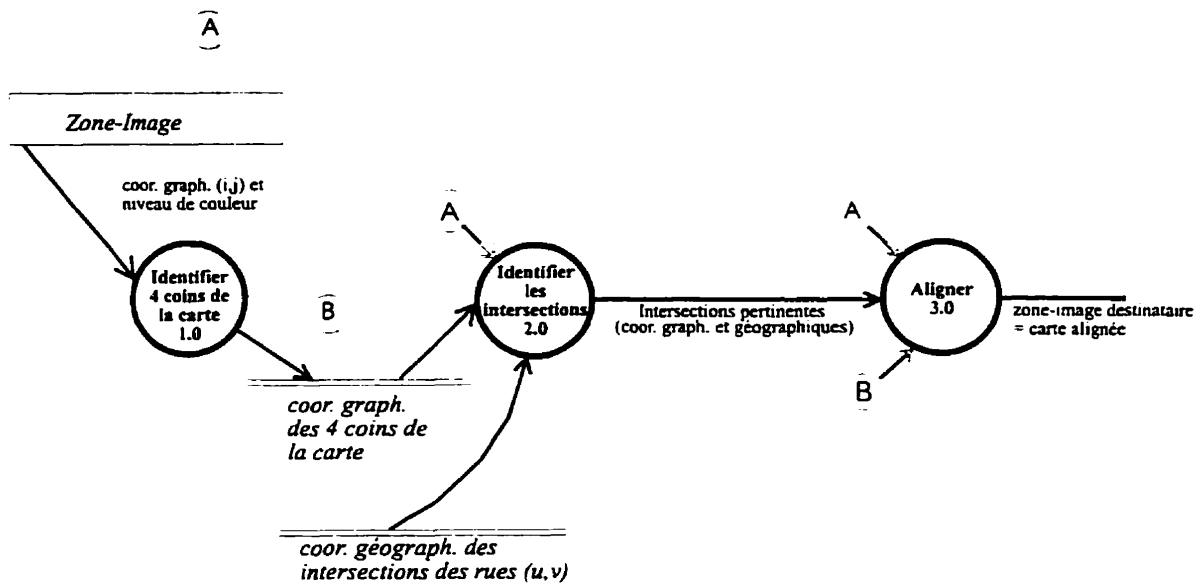 A
Zone-Image
coor. graph. (i,j) et
niveau de couleur
Identifier
4 coins de
la carte
1.0
B
coor. graph.
des 4 coins de
la carte
coor. géograph. des
intersections des rues (u,v)
A
Identifier
les
intersections
2.0
Intersections pertinentes
(coor. graph. et géographiques)
A
Aligner
3.0
B
zone-image destinataire
= carte alignée